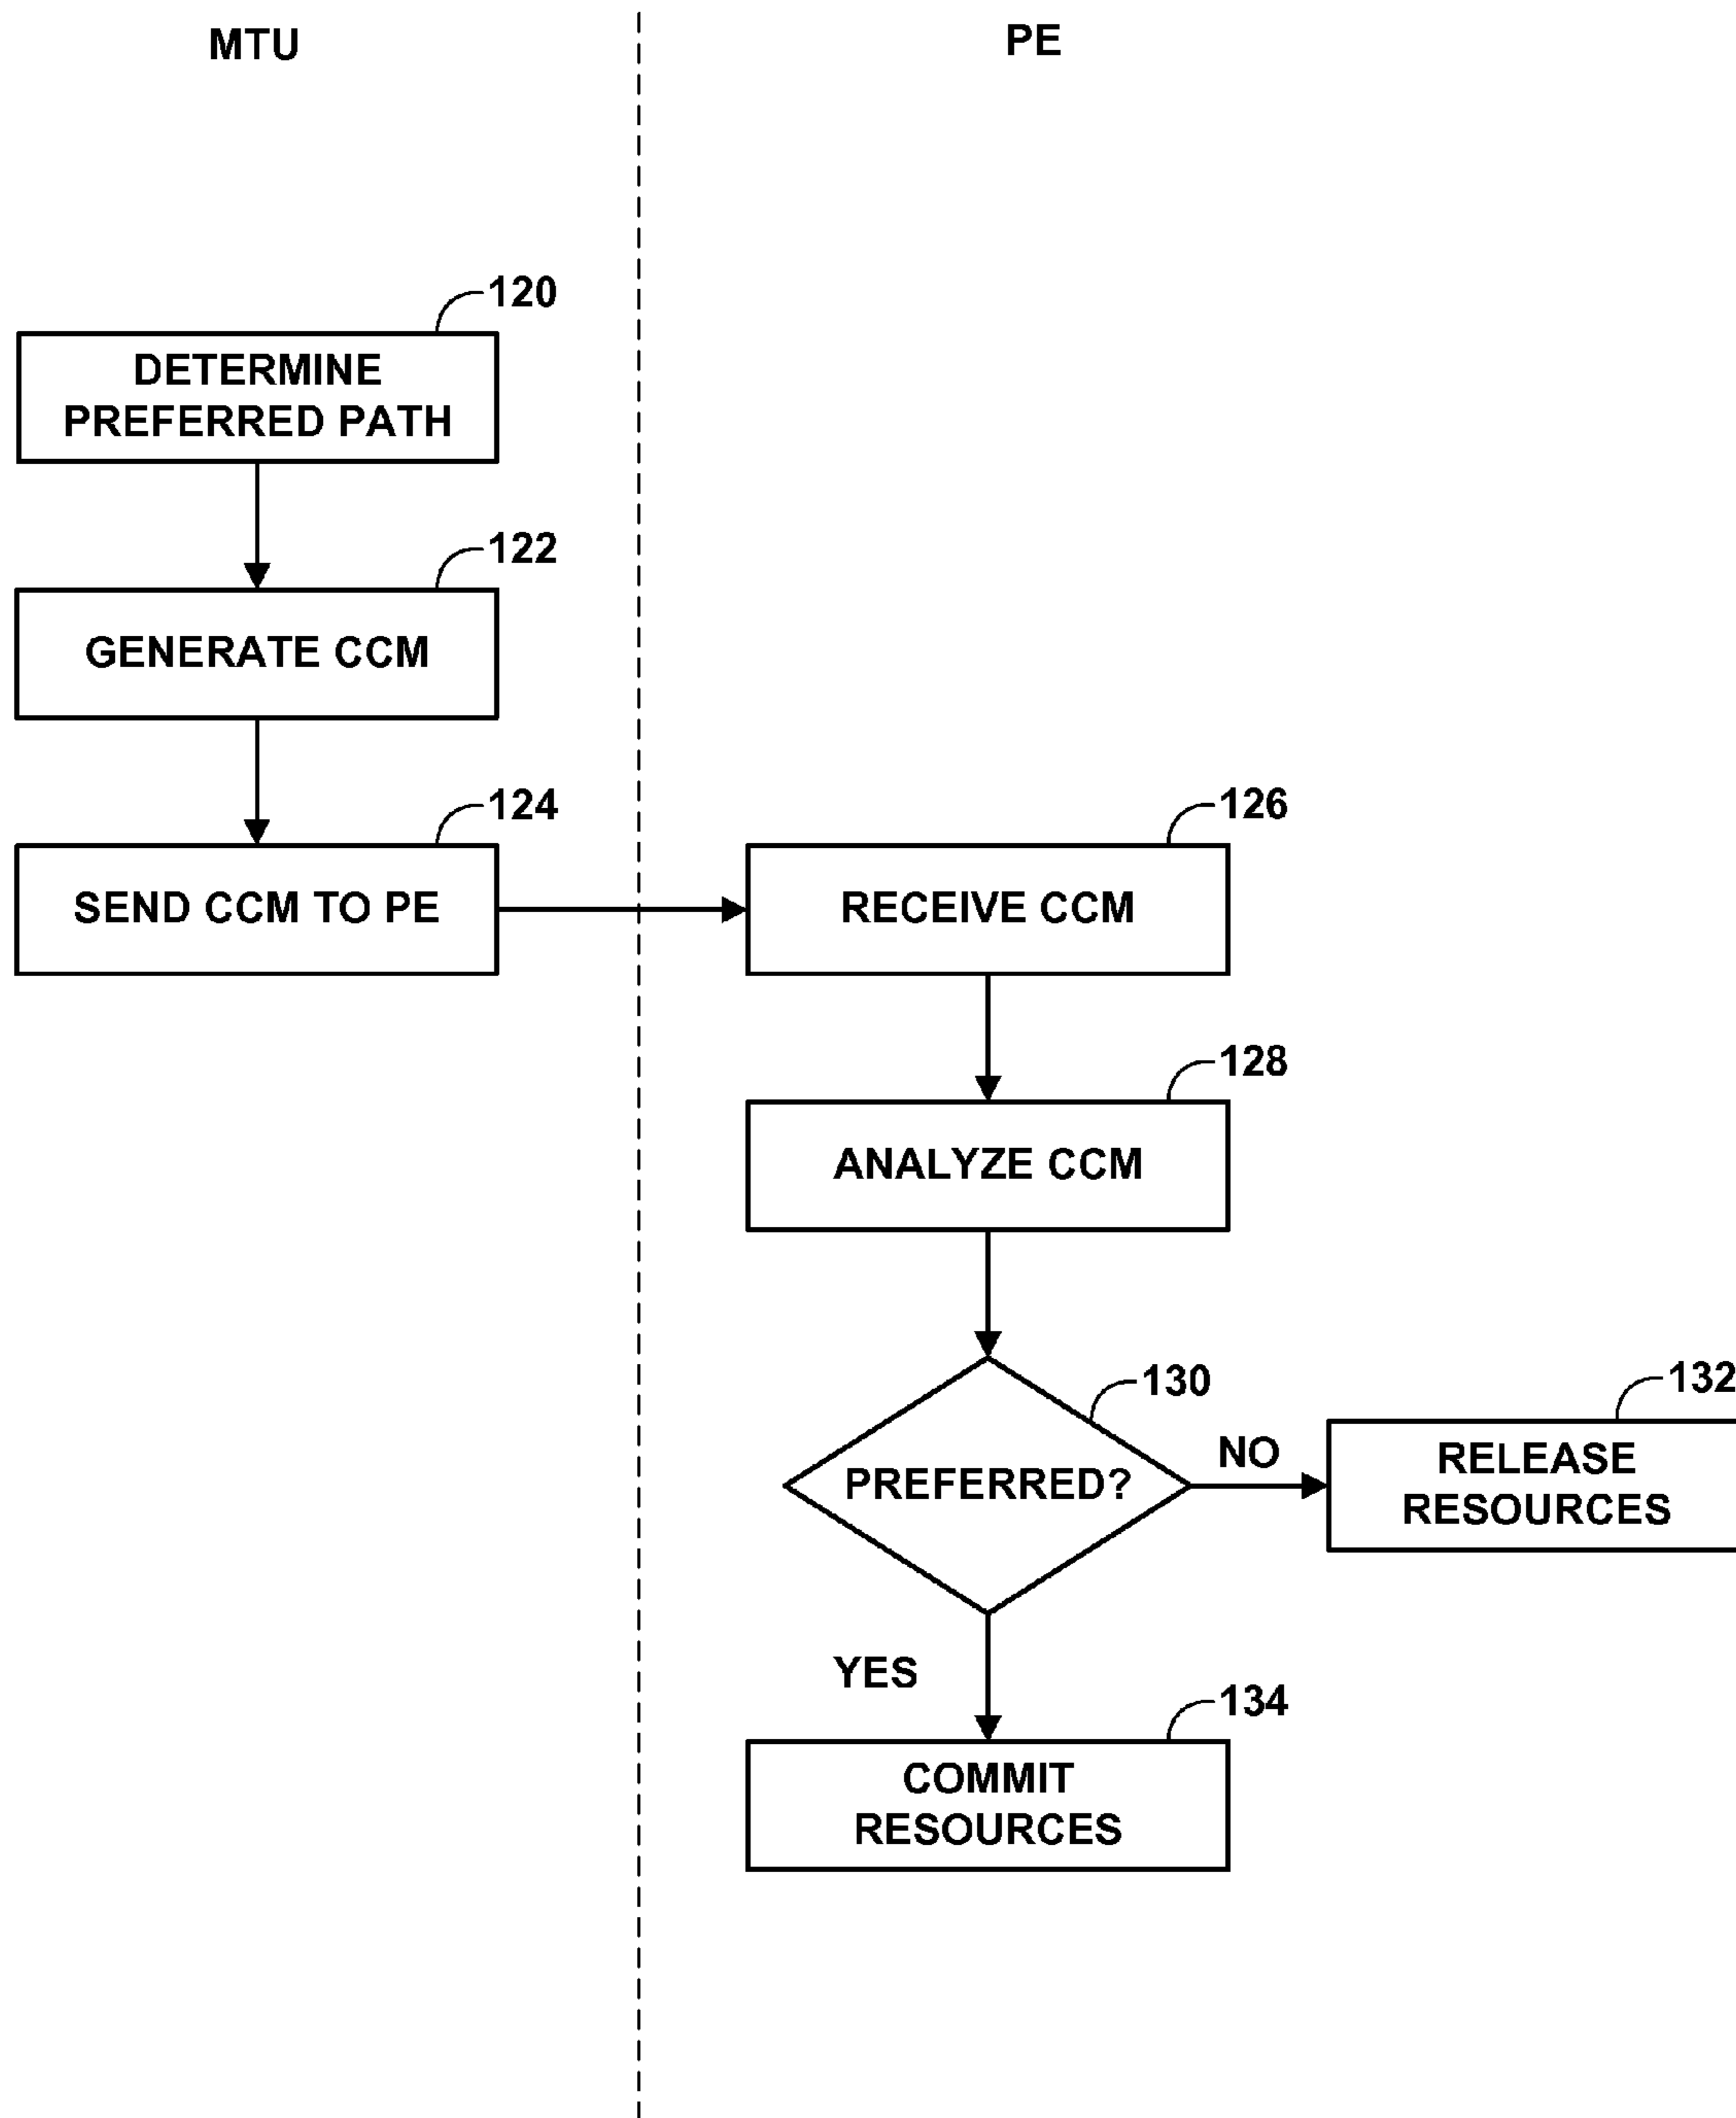 MTU
PE
120
DETERMINE
PREFERRED PATH
122
GENERATE CCM
124
SEND CCM TO PE
126
RECEIVE CCM
128
ANALYZE CCM
130
PREFERRED?
NO
132
RELEASE
RESOURCES
YES
134
COMMIT
RESOURCES